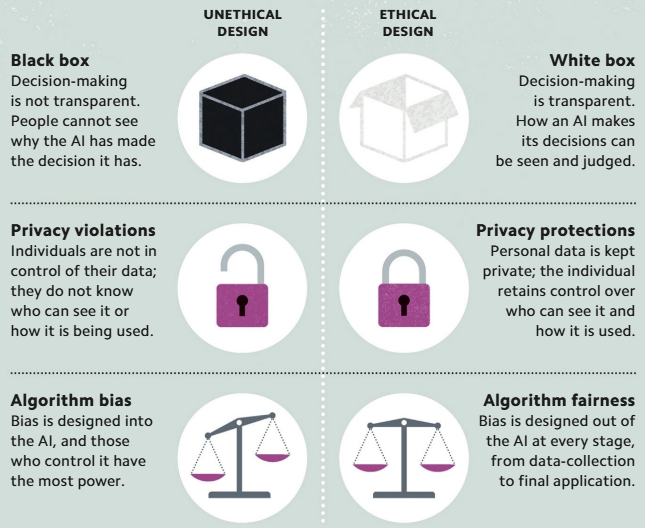 UNETHICAL
DESIGN
ETHICAL
DESIGN
Black box
Decision-making
is not transparent.
People cannot see
why the AI has made
the decision it has.
White box
Decision-making
is transparent.
How an AI makes
its decisions can
be seen and judged.
Privacy violations
Individuals are not in
control of their data;
they do not know
who can see it or
how it is being used.
Privacy protections
Personal data is kept
private; the individual
retains control over
who can see it and
how it is used.
Algorithm bias
Bias is designed into
the AI, and those
who control it have
the most power.
Algorithm fairness
Bias is designed out of
the AI at every stage,
from data-collection
to final application.